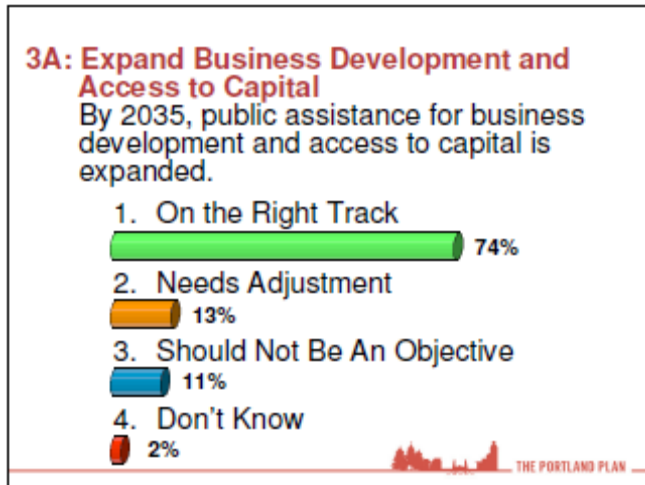 3A: Expand Business Development and
Access to Capital
By 2035, public assistance for business
development and access to capital is
expanded.
1. On the Right Track
74%
2. Needs Adjustment
13%
3. Should Not Be An Objective
11%
4. Don't Know
2%
THE PORTLAND PLAN